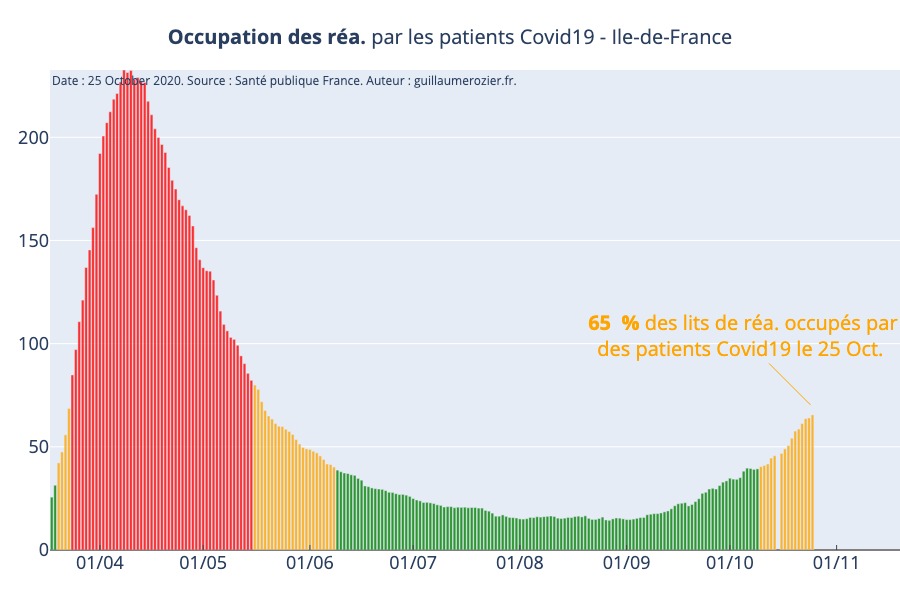 Occupation des réa. par les patients Covid19 - Ile-de-France
Date : 25 October 2020. Source : Santé publique France. Auteur : guillaumerozier.fr.
200
150
65 % des lits de réa. occupés par
des patients Covid19 le 25 Oct.
100
50
0
01/04 01/05 01/06 01/07 01/08 01/09 01/10 01/11